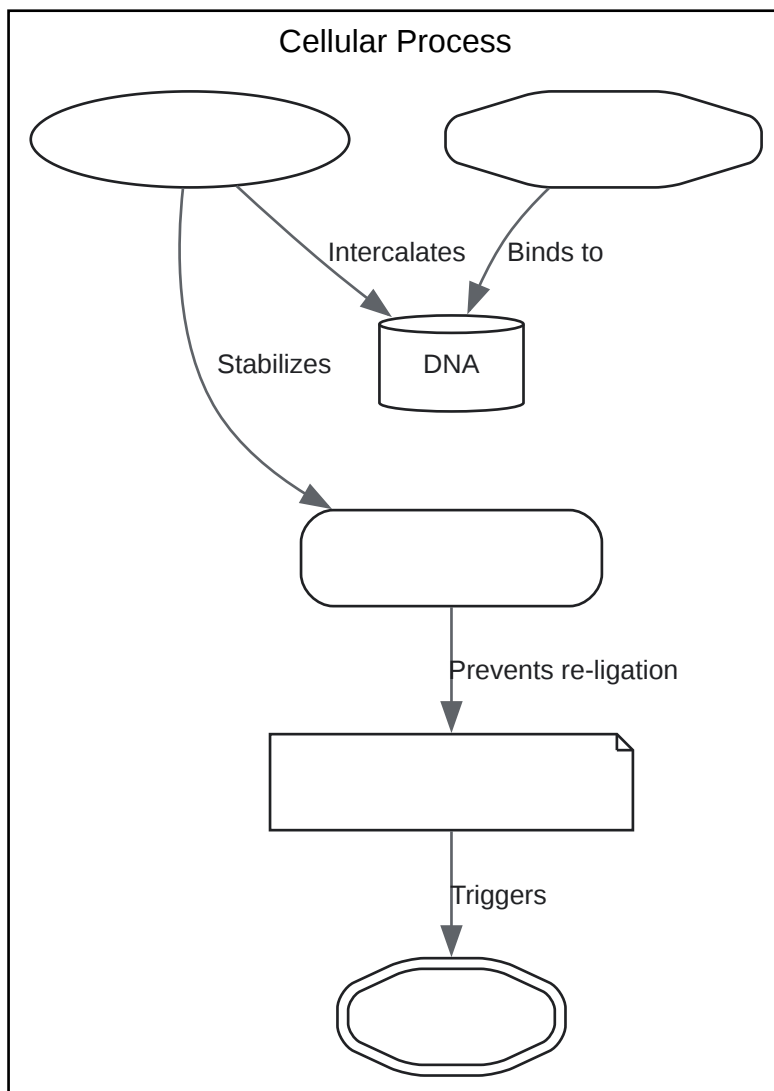 Cellular Process
Intercalates
Binds to
Stabilizes
DNA
Prevents re-ligation
Triggers